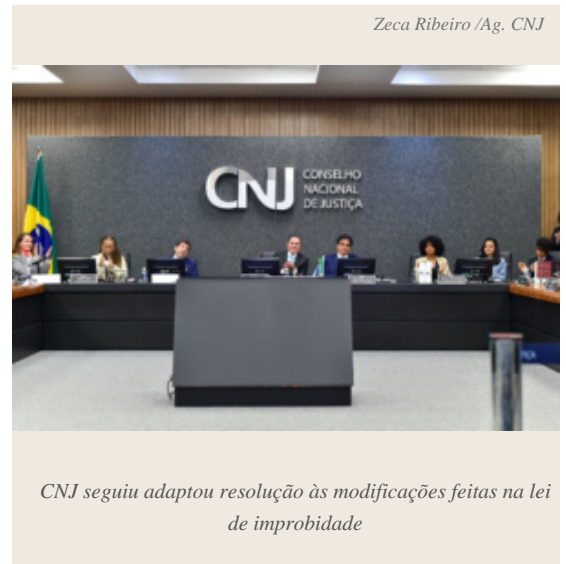 Zeca Ribeiro /Ag. CNJ
CNJ
CONSELHO
NACIONAL
DE JUSTIÇA
CNJ seguiu adaptou resolução às modificações feitas na lei
de improbidade